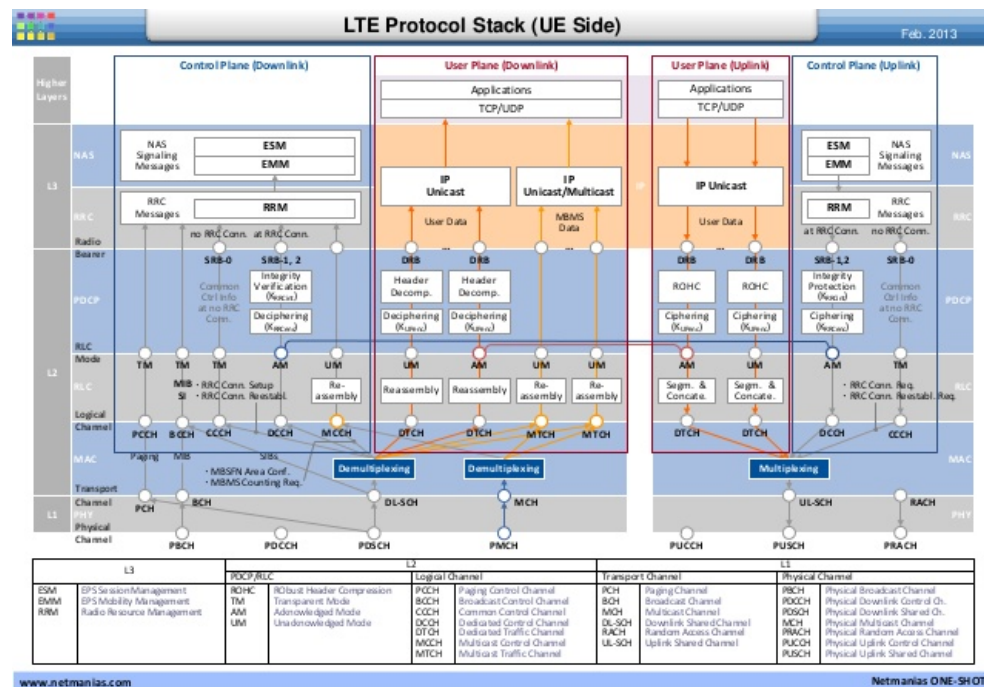 LTE Protocol Stack (UE Side)
Feb. 2013
Control Plane (Downlink)
User Plane (Downlink)
User Plane (Uplink)
Control Plane (Uplink)
Higher Layers
Applications
TCP/UDP
Applications
TCP/UDP
L3
NAS
NAS Signaling Messages
ESM
EMM
ESM
EMM
NAS Signaling Messages
NAS
IP Unicast
IP Unicast/Multicast
IP
IP Unicast
RRC
RRC Messages
RRM
RRM
RRC Messages
RRC
User Data
MBMS Data
User Data
no RRC Conn.
at RRC Conn.
at RRC Conn.
no RRC Conn.
Radio Bearer
SRB-0
SRB-1, 2
DRB
DRB
DRB
DRB
SRB-1,2
SRB-0
L2
PDCP
Common Ctrl Info at no RRC Conn.
Integrity Verification
Deciphering
Header Decomp.
Deciphering
Header Decomp.
Deciphering
ROHC
Ciphering
ROHC
Ciphering
Integrity Protection
Ciphering
Common Ctrl Info at no RRC Conn.
PDCP
RLC Mode
TM
TM
TM
AM
UM
UM
AM
UM
UM
AM
UM
AM
TM
RLC
MIB
SI
· RRC Conn. Setup
· RRC Conn. Reestabl.
Re-assembly
Reassembly
Reassembly
Re-assembly
Re-assembly
Segm. & Concate.
Segm. & Concate.
· RRC Conn. Req.
· RRC Conn. Reestabl. Req.
RLC
Logical Channel
PCCH
BCCH
CCCH
DCCH
MCCH
DTCH
DTCH
MTCH
MTCH
DTCH
DTCH
DCCH
CCCH
MAC
Paging
MIB
SIBs
· MBSFN Area Conf.
· MBMS Counting Req.
Demultiplexing
Demultiplexing
Multiplexing
MAC
Transport Channel
PCH
BCH
DL-SCH
MCH
UL-SCH
RACH
L1
PHY
Physical Channel
PBCH
PDCCH
PDSCH
PMCH
PUCCH
PUSCH
PRACH
L3
L2
L1
PDCP/RLC
Logical Channel
Transport Channel
Physical Channel
ESM EPS Session Management
EMM EPS Mobility Management
RRM Radio Resource Management
ROHC RObust Header Compression
TM Transparent Mode
AM Acknowledged Mode
UM Unadknowledged Mode
PCCH Paging Control Channel
BCCH Broadcast Control Channel
CCCH Common Control Channel
DCCH Dedicated Control Channel
DTCH Dedicated Traffic Channel
MCCH Multicast Control Channel
MTCH Multicast Traffic Channel
PCH Paging Channel
BCH Broadcast Channel
MCH Multicast Channel
DL-SCH Downlink Shared Channel
RACH Random Access Channel
UL-SCH Uplink Shared Channel
PBCH Physical Broadcast Channel
PDCCH Physical Downlink Control Ch.
PDSCH Physical Downlink Shared Ch.
MCH Physical Multicast Channel
PRACH Physical Random Access Channel
PUCCH Physical Uplink Control Channel
PUSCH Physical Uplink Shared Channel
www.netmanias.com
Netmanias ONE-SHOT